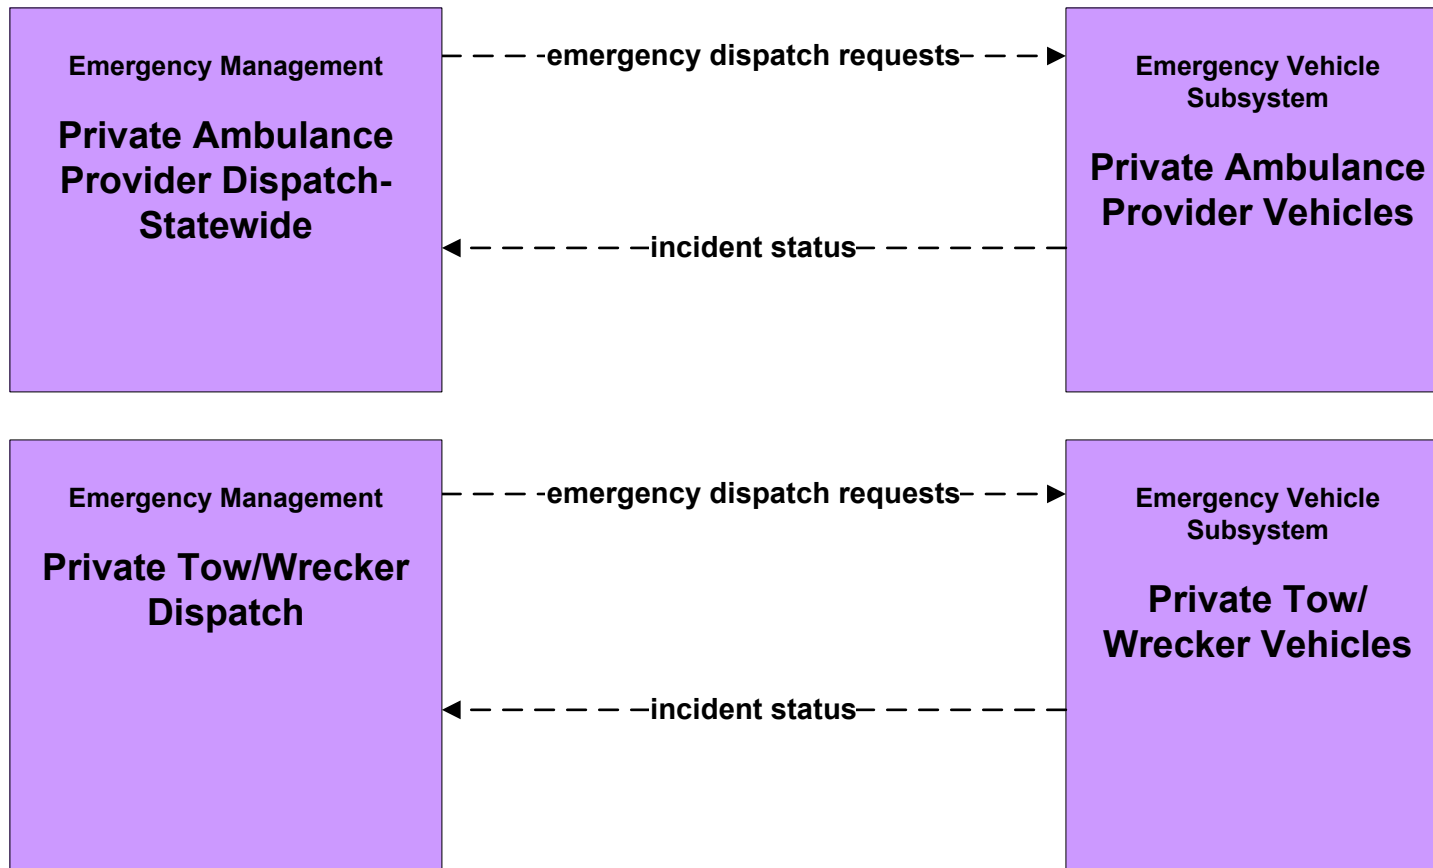 Emergency Management
Private Ambulance
Provider Dispatch-
Statewide
emergency dispatch requests
incident status
Emergency Vehicle
Subsystem
Private Ambulance
Provider Vehicles
Emergency Management
Private Tow/Wrecker
Dispatch
emergency dispatch requests
incident status
Emergency Vehicle
Subsystem
Private Tow/
Wrecker Vehicles